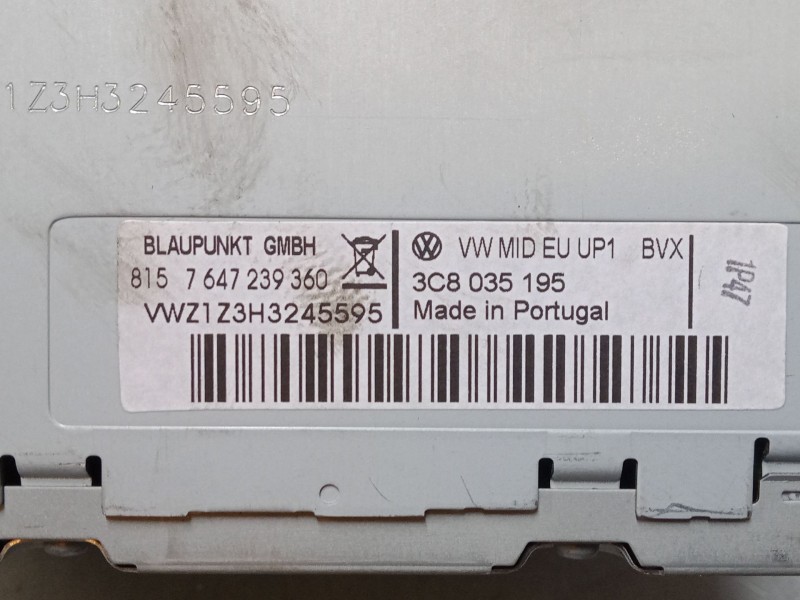 1Z3H3245595
BLAUPUNKT GMBH
815 7 647 239 360
VWZ1Z3H3245595
VW MID EU UP1 BVX
3C8 035 195
Made in Portugal
1P47